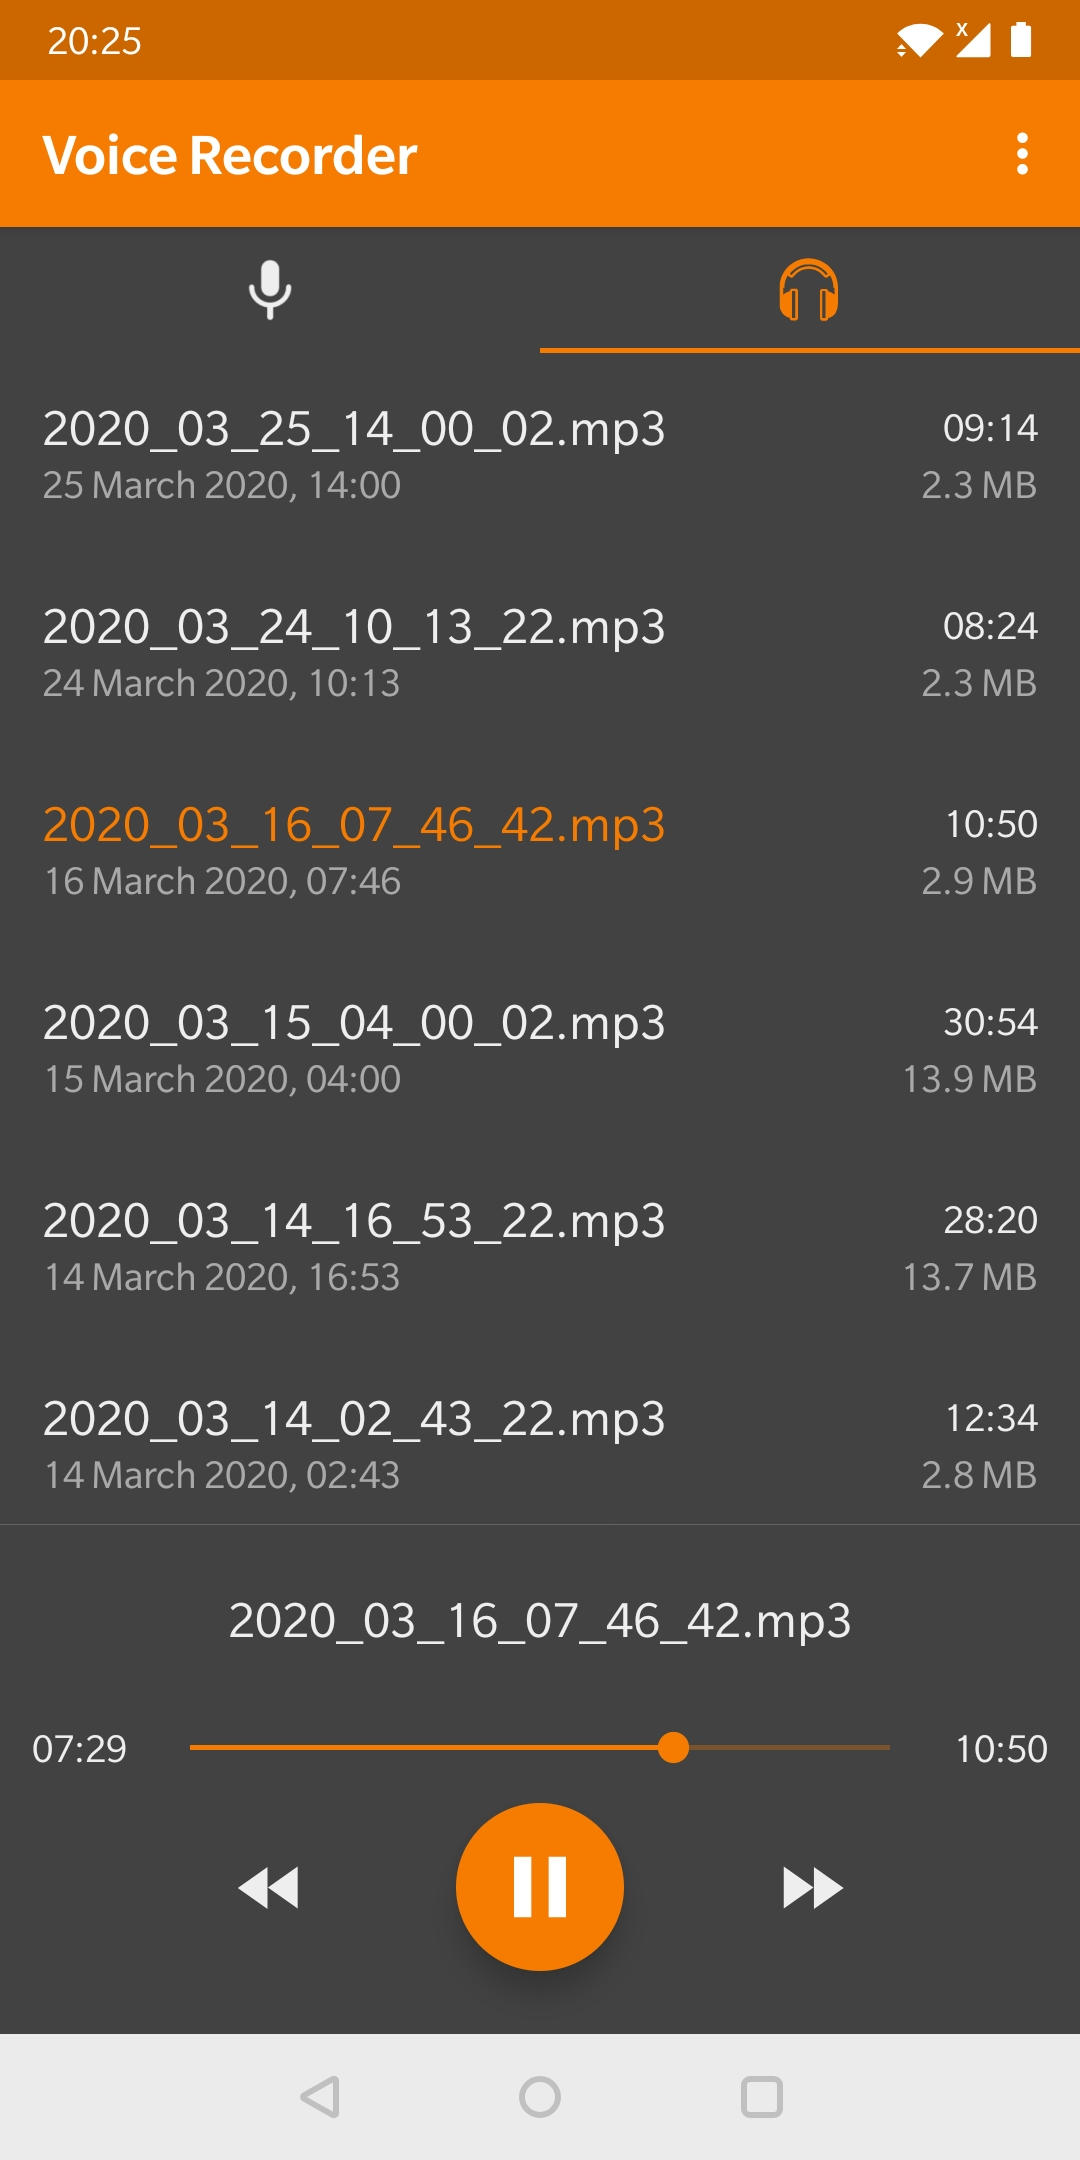 20:25
X
Voice Recorder
2020_03_25_14_00_02.mp3 09:14
25 March 2020, 14:00 2.3 MB
2020_03_24_10_13_22.mp3 08:24
24 March 2020, 10:13 2.3 MB
2020_03_16_07_46_42.mp3 10:50
16 March 2020, 07:46 2.9 MB
2020_03_15_04_00_02.mp3 30:54
15 March 2020, 04:00 13.9 MB
2020_03_14_16_53_22.mp3 28:20
14 March 2020, 16:53 13.7 MB
2020_03_14_02_43_22.mp3 12:34
14 March 2020, 02:43 2.8 MB
2020_03_16_07_46_42.mp3
07:29 10:50